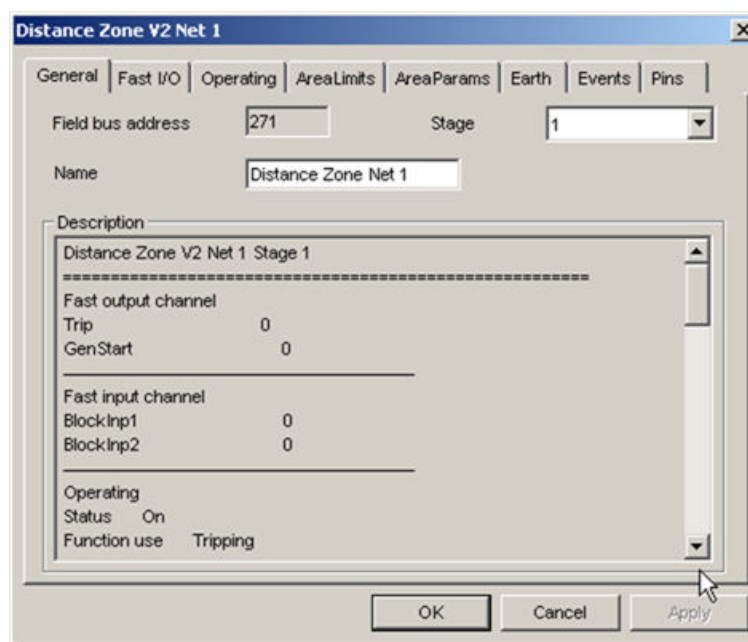 Distance Zone V2 Net 1
General Fast I/O Operating AreaLimits AreaParams Earth Events Pins
Field bus address 271 Stage 1
Name Distance Zone Net 1
Description
Distance Zone V2 Net 1 Stage 1
========================================================
Fast output channel
Trip 0
GenStart 0
Fast input channel
BlockInp1 0
BlockInp2 0
Operating
Status On
Function use Tripping
OK Cancel Apply